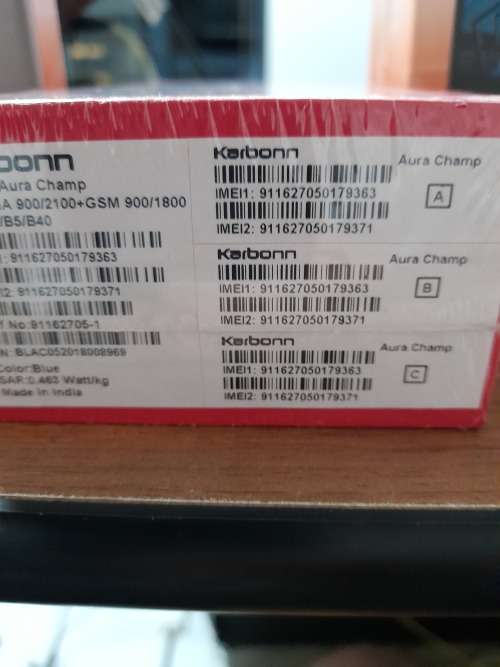 bonn
Aura Champ
A 900/2100+GSM 900/1800
/B5/B40
: 911627050179363
I2: 911627050179371
No:91162705-1
N: BLAC052018008969
Color:Blue
SAR:0.463 Watt/kg
Made in India
Karbonn
Aura Champ
IMEI1: 911627050179363
A
IMEI2: 911627050179371
Karbonn
Aura Champ
IMEI1: 911627050179363
B
IMEI2: 911627050179371
Karbonn
Aura Champ
IMEI1: 911627050179363
C
IMEI2: 911627050179371